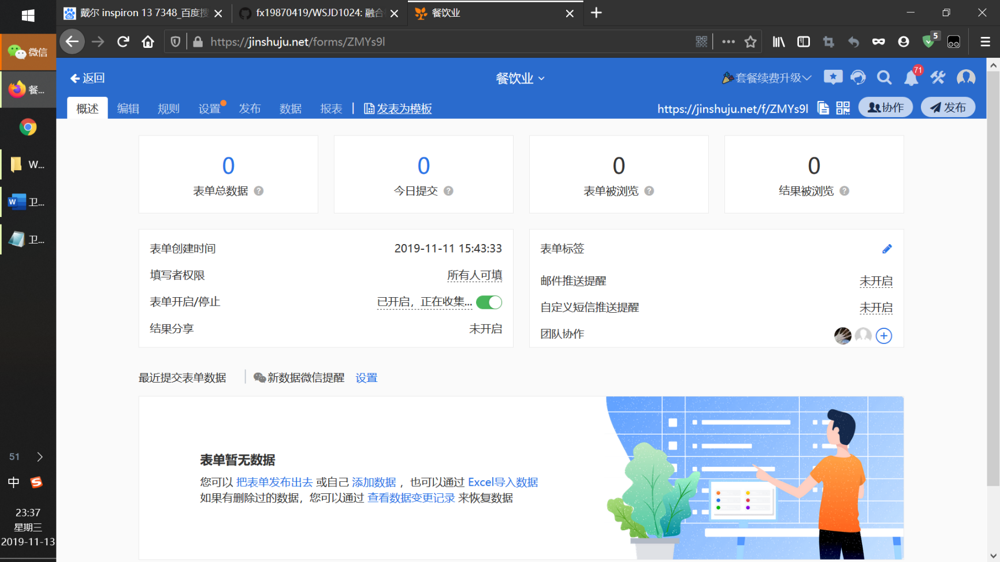 戴尔 inspiron 13 7348_百度搜
fx19870419/WSJD1024: 融合
餐饮业
https://jinshuju.net/forms/ZMYs9l
5
微信
餐...
W...
卫...
卫...
51
中
23:37
星期三
2019-11-13
返回
餐饮业
套餐续费升级
71
概述
编辑
规则
设置
发布
数据
报表
发表为模板
https://jinshuju.net/f/ZMYs9l
协作
发布
0
表单总数据
0
今日提交
0
表单被浏览
0
结果被浏览
表单创建时间 2019-11-11 15:43:33
填写者权限 所有人可填
表单开启/停止 已开启，正在收集...
结果分享 未开启
表单标签
邮件推送提醒 未开启
自定义短信推送提醒 未开启
团队协作
最近提交表单数据
新数据微信提醒 设置
表单暂无数据
您可以 把表单发布出去 或自己 添加数据 ，也可以通过 Excel导入数据
如果有删除过的数据，您可以通过 查看数据变更记录 来恢复数据